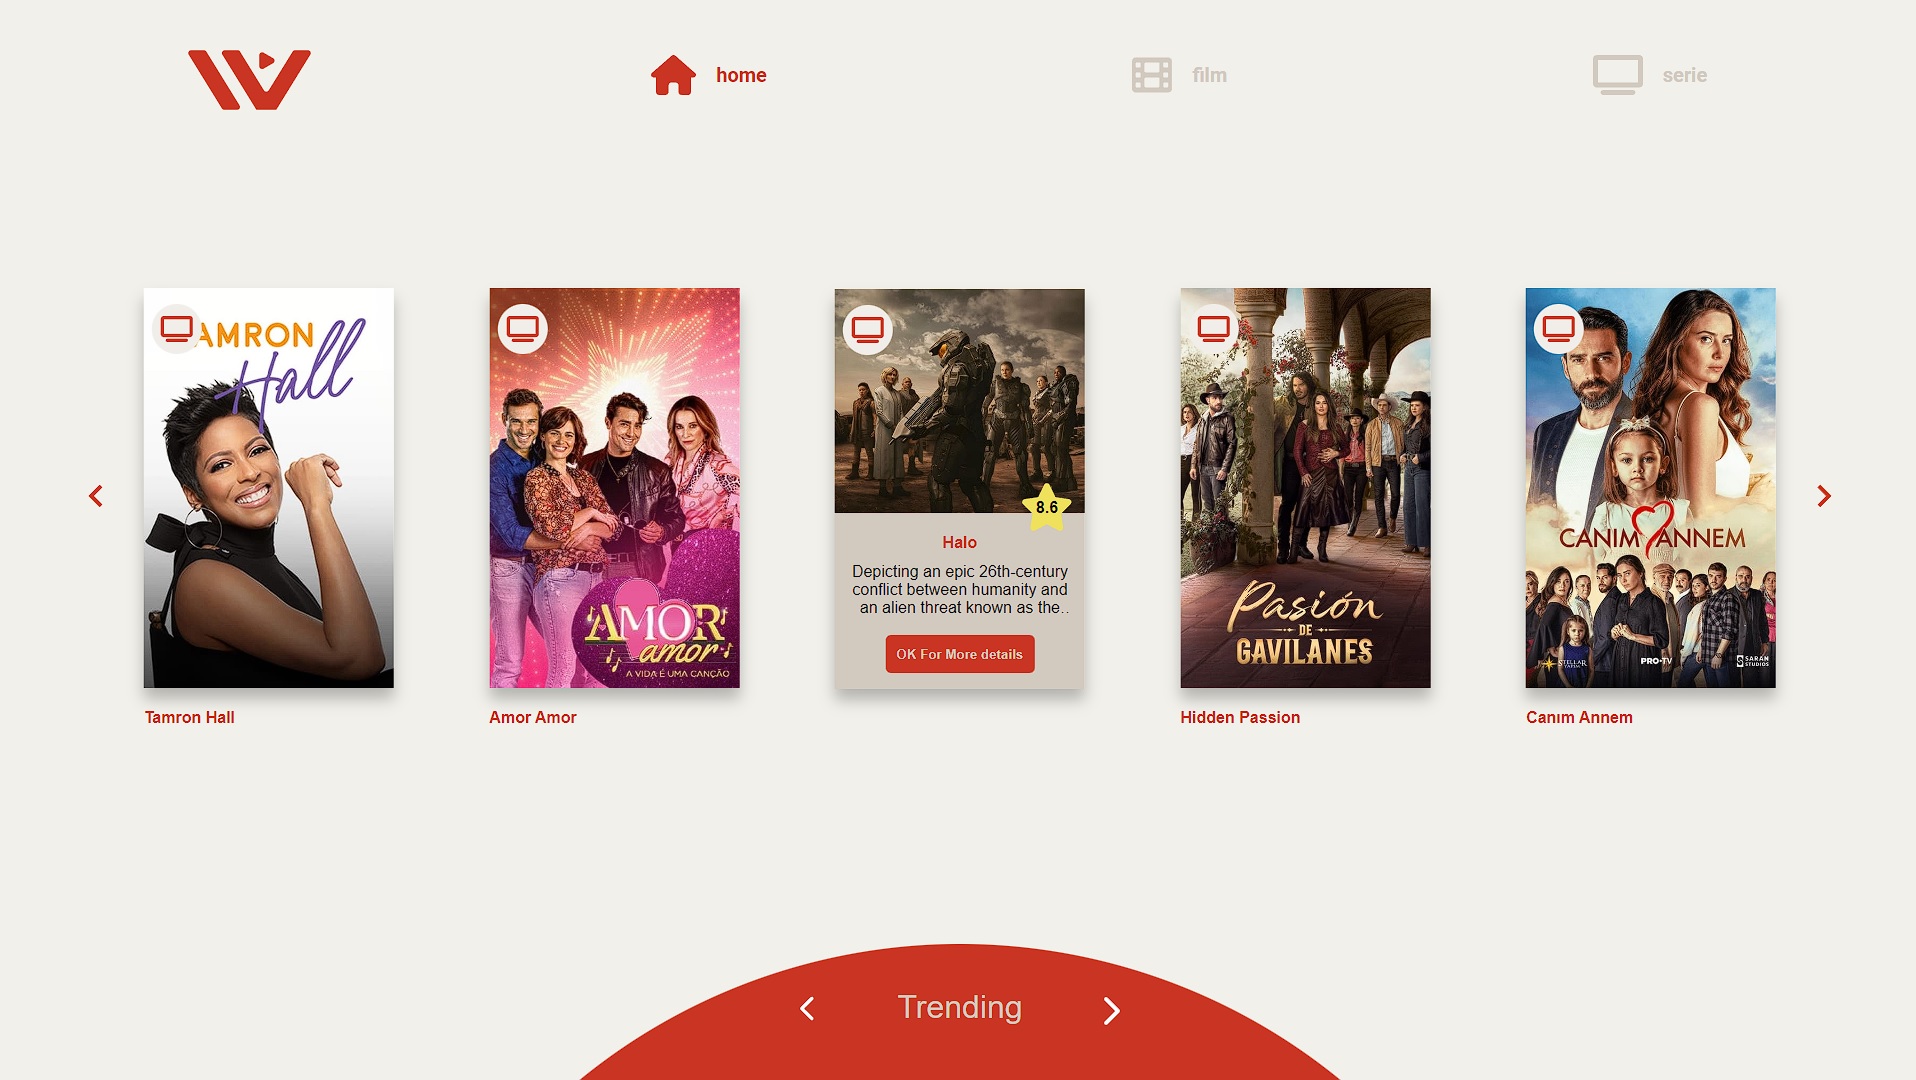 home
film
serie
TAMRON
Hall
AMOR
amor
A VIDA É UMA CANÇÃO
8.6
Halo
Depicting an epic 26th-century
conflict between humanity and
an alien threat known as the..
OK For More details
Pasión
DE
GAVILANES
CANIM ANNEM
STELLAR
YAPIM
PRO•TV
SARAN
STUDIOS
Tamron Hall
Amor Amor
Hidden Passion
Canım Annem
Trending